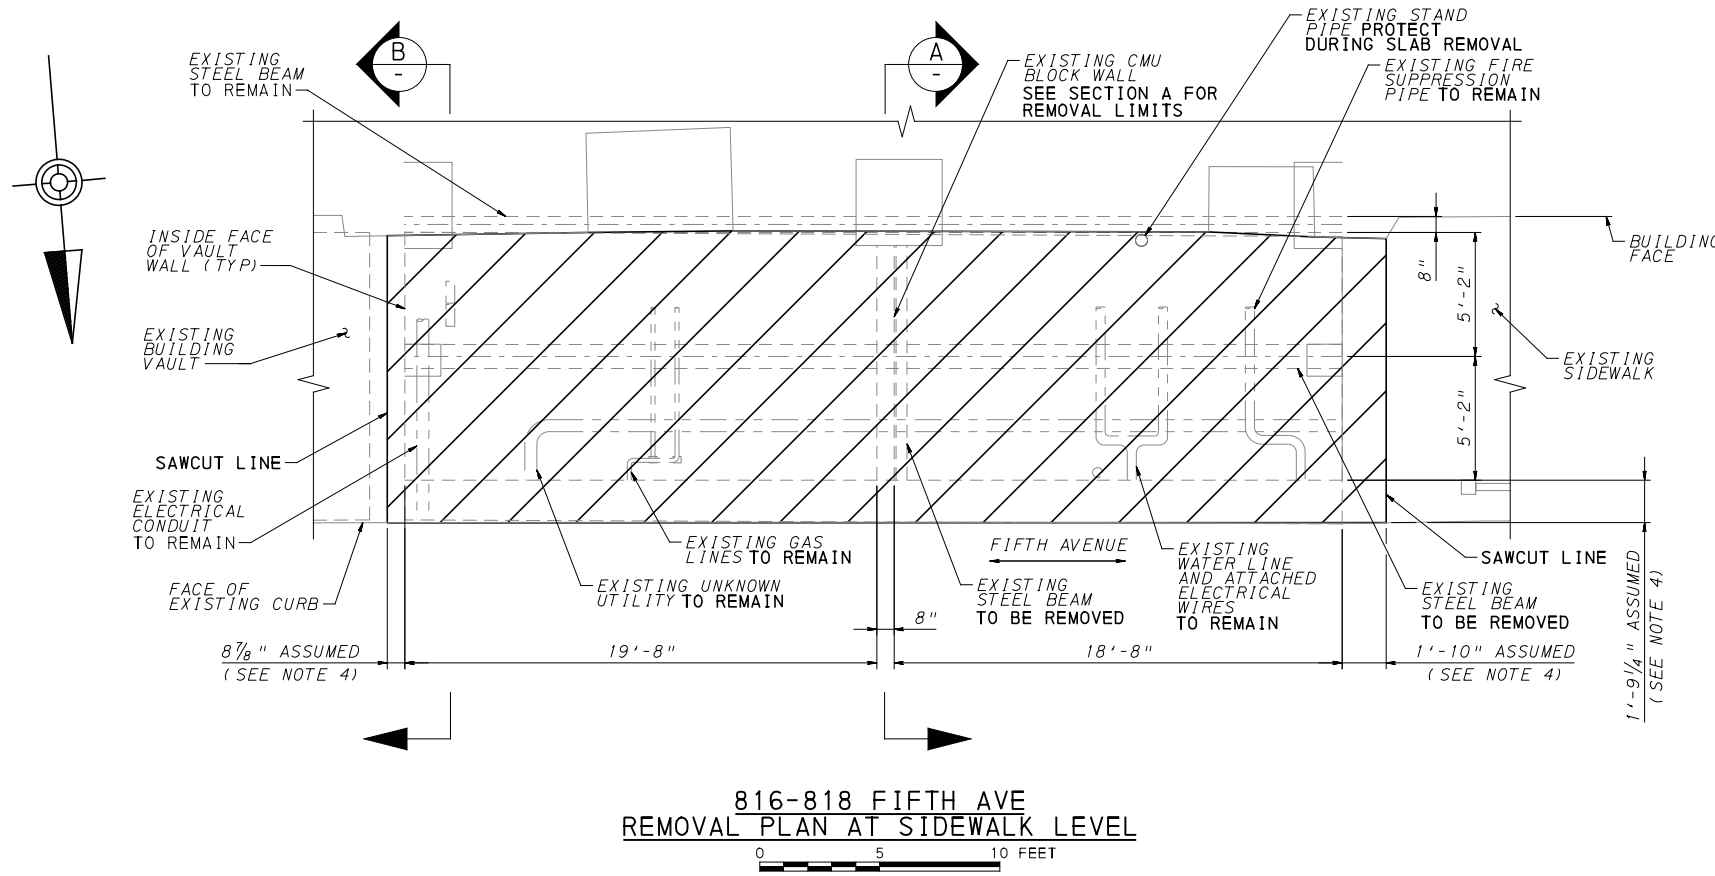 EXISTING
STEEL BEAM
TO REMAIN
B
-
A
-
EXISTING CMU
BLOCK WALL
SEE SECTION A FOR
REMOVAL LIMITS
EXISTING STAND
PIPE PROTECT
DURING SLAB REMOVAL
EXISTING FIRE
SUPPRESSION
PIPE TO REMAIN
INSIDE FACE
OF VAULT
WALL (TYP)
EXISTING
BUILDING
VAULT
SAWCUT LINE
EXISTING
ELECTRICAL
CONDUIT
TO REMAIN
FACE OF
EXISTING CURB
8"
5'-2"
5'-2"
BUILDING
FACE
EXISTING
SIDEWALK
EXISTING GAS
LINES TO REMAIN
EXISTING UNKNOWN
UTILITY TO REMAIN
FIFTH AVENUE
EXISTING
STEEL BEAM
TO BE REMOVED
EXISTING
WATER LINE
AND ATTACHED
ELECTRICAL
WIRES
TO REMAIN
SAWCUT LINE
EXISTING
STEEL BEAM
TO BE REMOVED
1'-9 1/4" ASSUMED
(SEE NOTE 4)
8 7/8" ASSUMED
(SEE NOTE 4)
19'-8"
8"
18'-8"
1'-10" ASSUMED
(SEE NOTE 4)
816-818 FIFTH AVE
REMOVAL PLAN AT SIDEWALK LEVEL
0 5 10 FEET